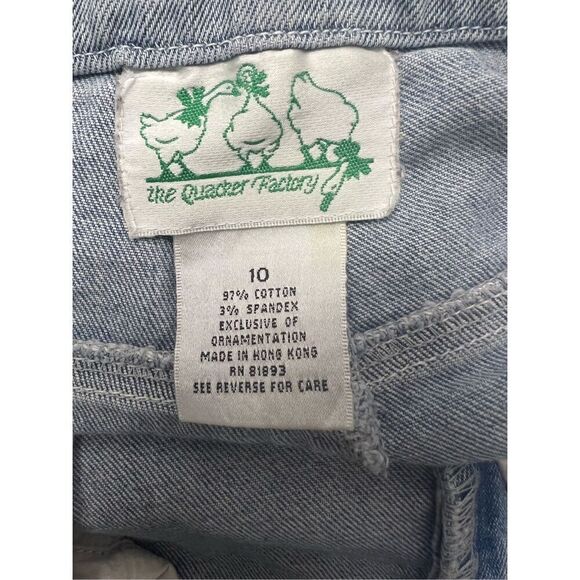 the Quacker Factory
10
97% COTTON
3% SPANDEX
EXCLUSIVE OF
ORNAMENTATION
MADE IN HONG KONG
RN 81893
SEE REVERSE FOR CARE